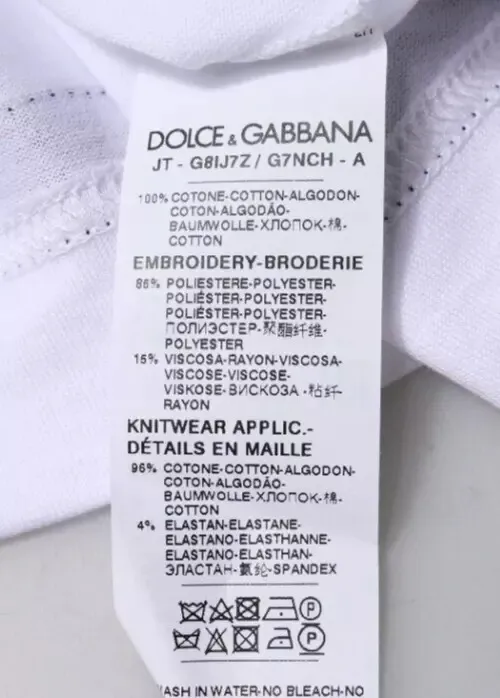 DOLCE & GABBANA
JT - G8IJ7Z / G7NCH - A
100% COTONE-COTTON-ALGODON-
COTON-ALGODÃO-
BAUMWOLLE-ХЛОПОК-棉-
COTTON
EMBROIDERY-BRODERIE
85% POLIESTERE-POLYESTER-
POLIÉSTER-POLYESTER-
POLIÉSTER-POLYESTER-
ПОЛИЭСТЕР-聚酯纤维-
POLYESTER
15% VISCOSA-RAYON-VISCOSA-
VISCOSE-VISCOSE-
VISKOSE-ВИСКОЗА -粘纤-
RAYON
KNITWEAR APPLIC.-
DÉTAILS EN MAILLE
96% COTONE-COTTON-ALGODON-
COTON-ALGODÃO-
BAUMWOLLE-ХЛОПОК-棉-
COTTON
4% ELASTAN-ELASTANE-
ELASTANO-ELASTHANNE-
ELASTANO-ELASTHAN-
ЭЛАСТАН-氨纶-SPANDEX
P
P
IN WATER-NO BLEACH-NO